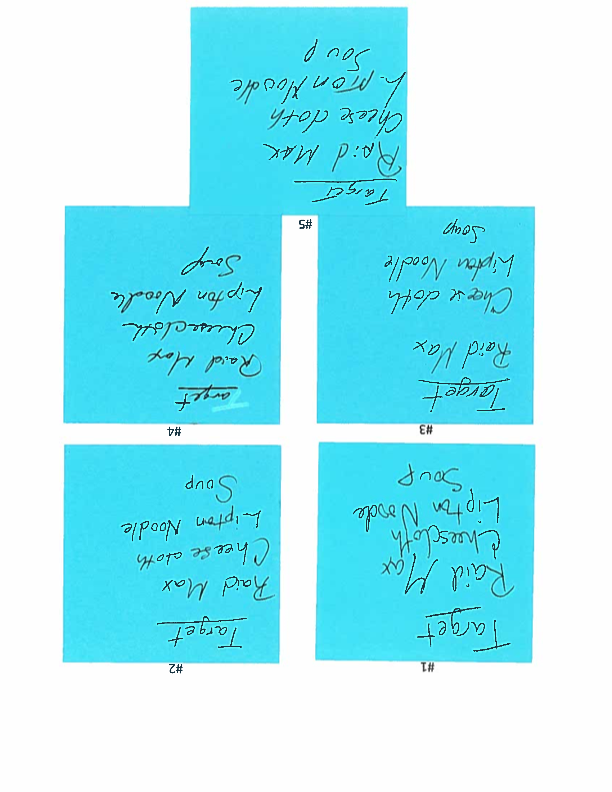 #1
Target
Raid Max
Cheescloth
Lipton Noodle
Soup
#2
Target
Raid Max
Cheese cloth
Lipton Noodle
Soup
#3
Target
Raid Max
Cheese cloth
Lipton Noodle
Soup
#4
Target
Raid Max
Cheesecloth
Lipton Noodle
Soup
#5
Target
Raid Max
Cheese cloth
Lipton Noodle
Soup